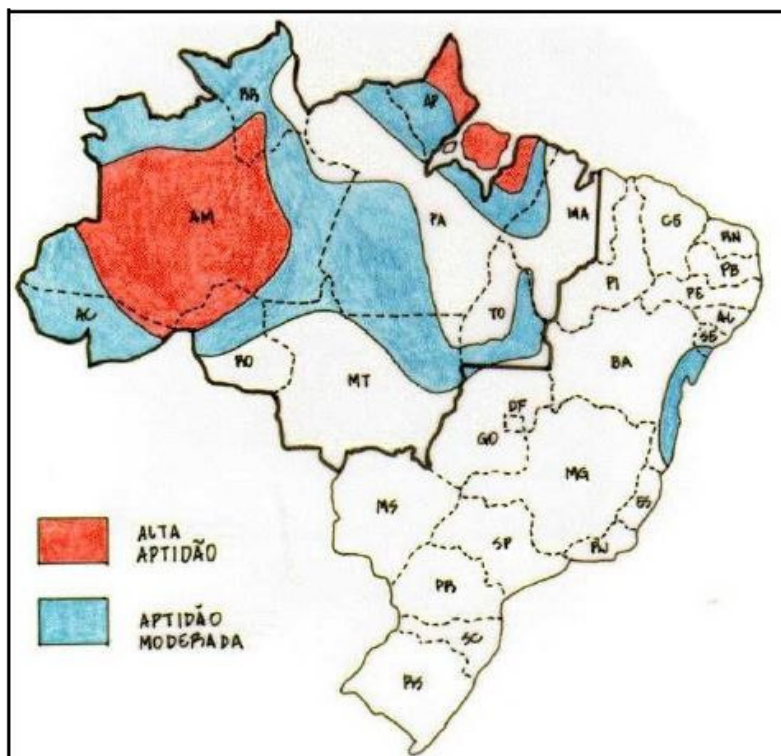 RR
AP
AM
PA
MA
CE
RN
PB
PE
AL
SE
PI
AC
TO
RO
MT
BA
DF
GO
MG
ES
MS
SP
RJ
PR
SC
RS
ALTA
APTIDÃO
APTIDÃO
MODERADA